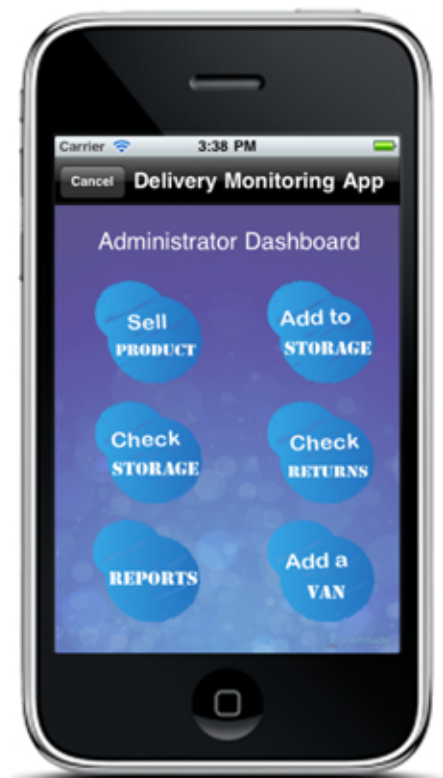 Carrier 3:38 PM
Cancel Delivery Monitoring App
Administrator Dashboard
Sell
PRODUCT
Add to
STORAGE
Check
STORAGE
Check
RETURNS
REPORTS
Add a
VAN